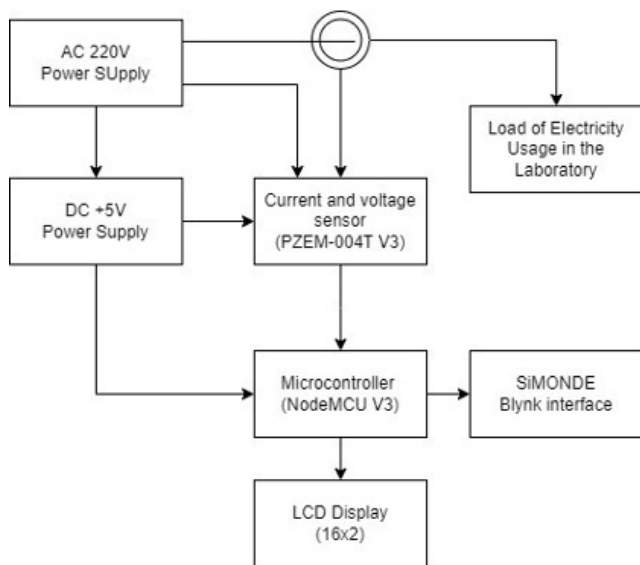 AC 220V
Power SUpply
Load of Electricity
Usage in the
Laboratory
DC +5V
Power Supply
Current and voltage
sensor
(PZEM-004T V3)
Microcontroller
(NodeMCU V3)
SiMONDE
Blynk interface
LCD Display
(16x2)